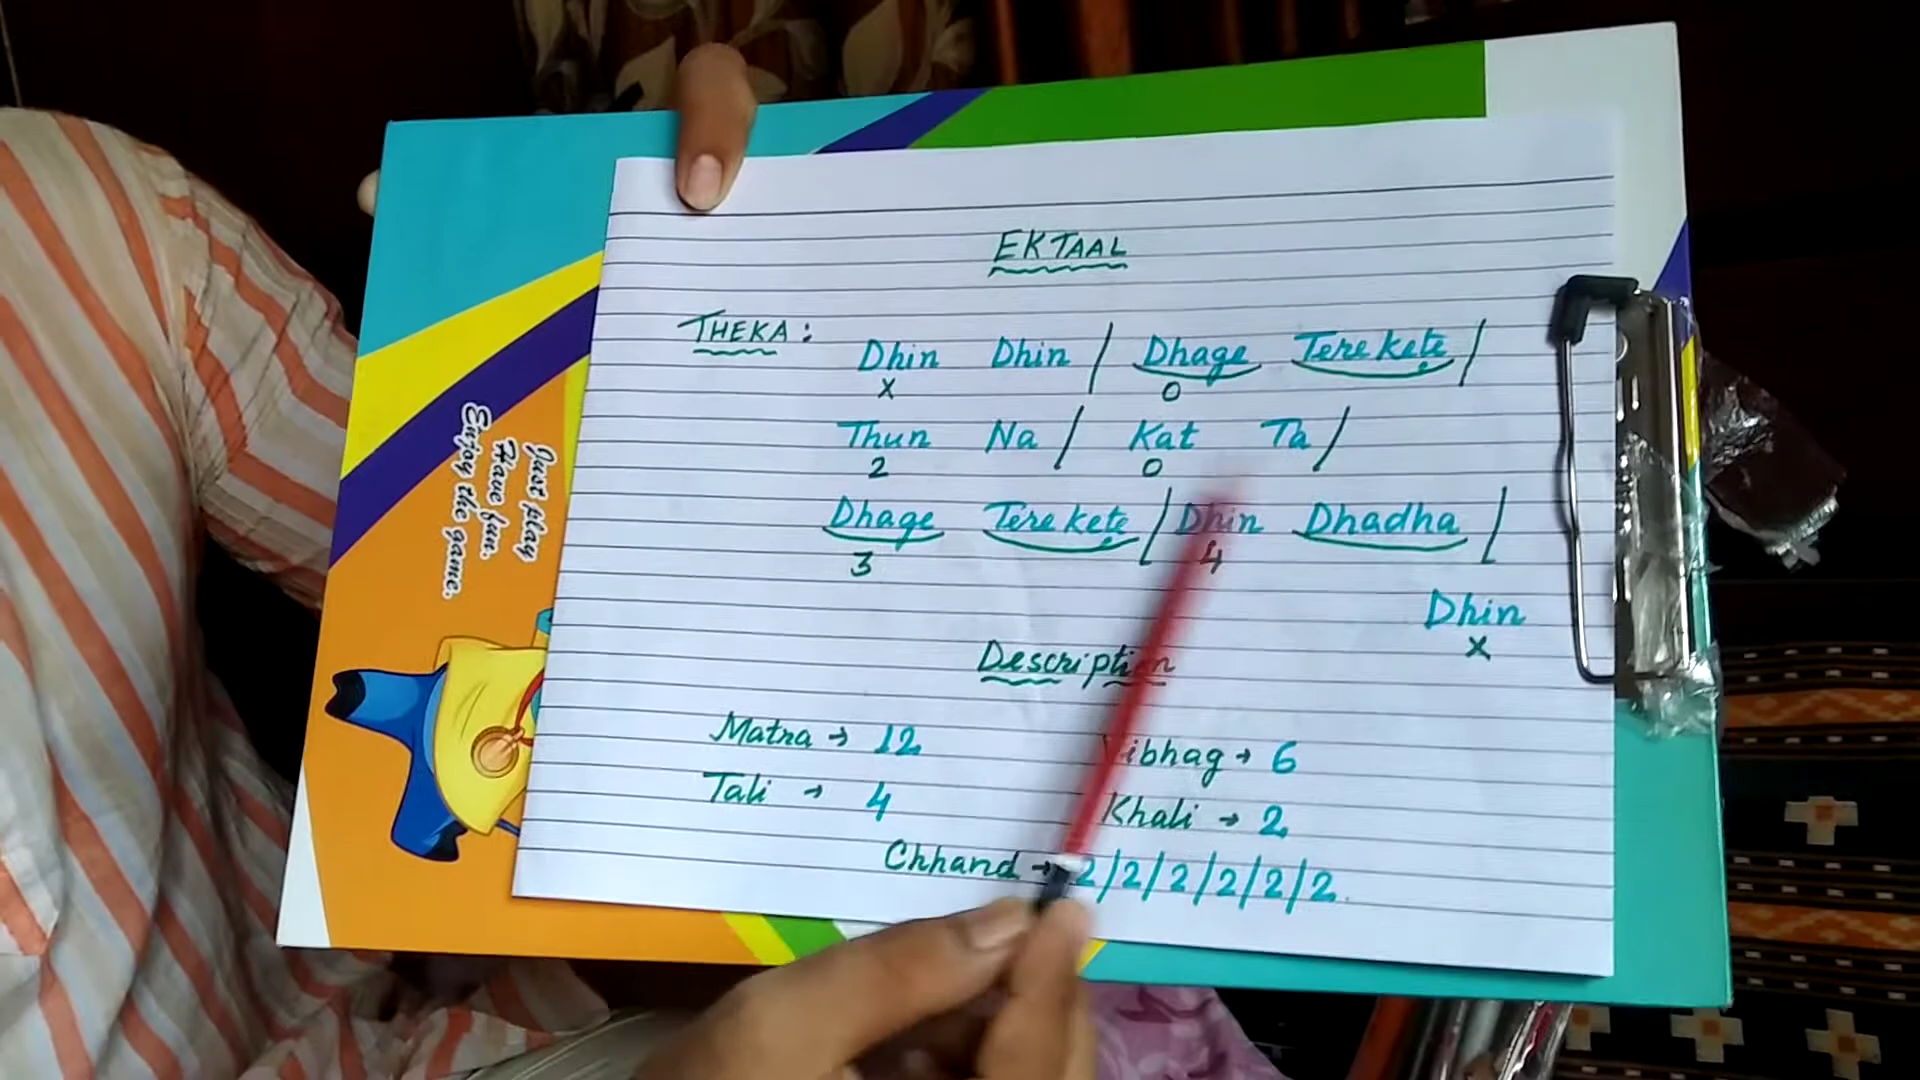 EKTAAL
THEKA: Dhin Dhin / Dhage Terekete /
x 0
Thun Na / Kat Ta /
2 0
Dhage Terekete / Dhin Dhadha /
3 4
Dhin
x
Description
Matra → 12 Vibhag → 6
Tali → 4 Khali → 2
Chhand → 2/2/2/2/2/2.
Just play
Have fun.
Enjoy the game.